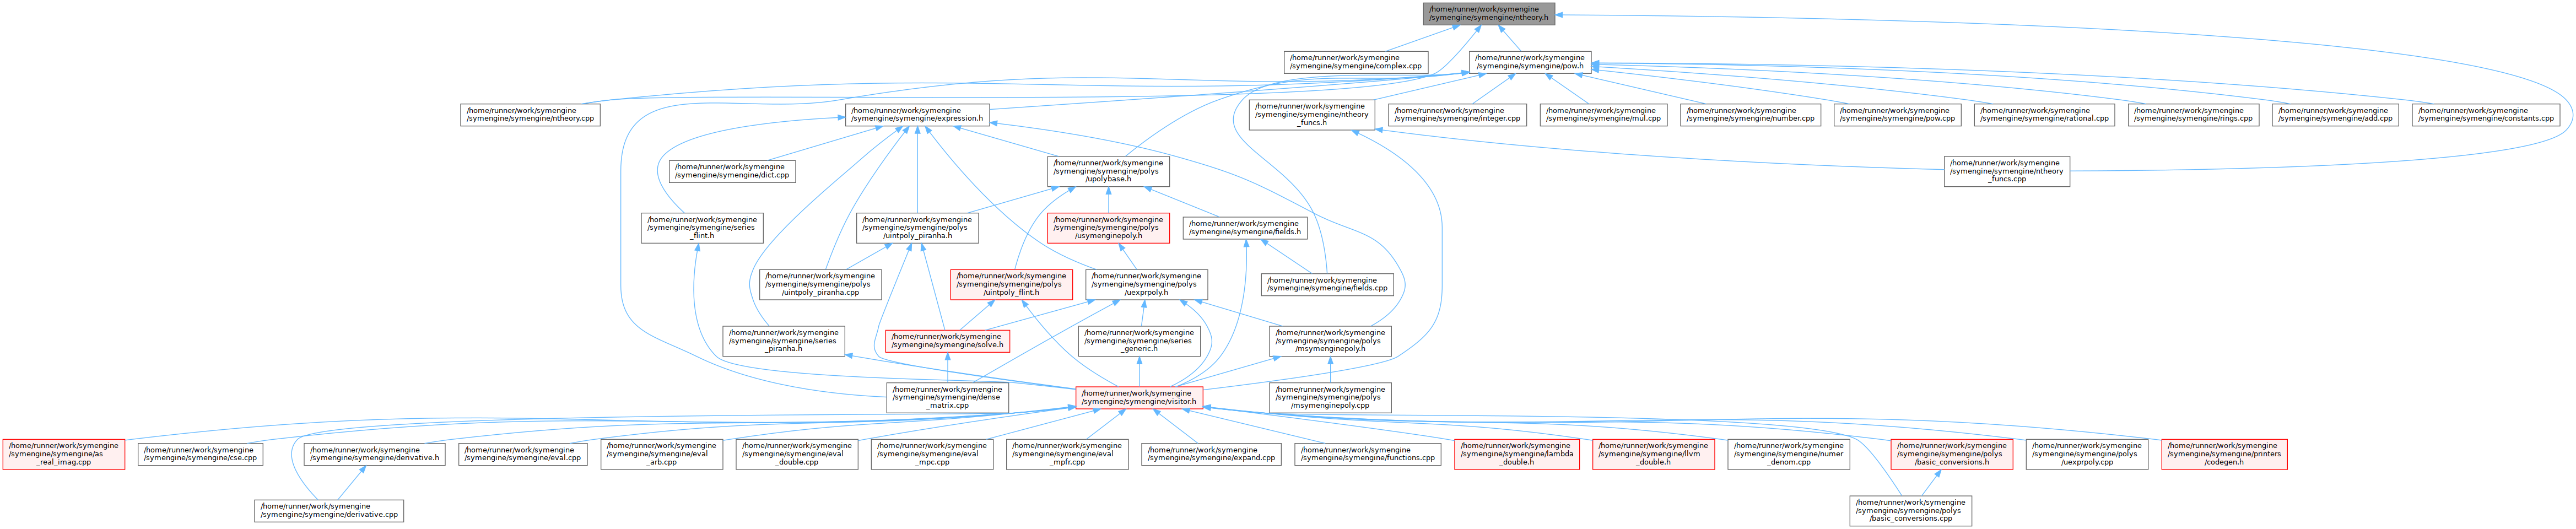 /home/runner/work/symengine
/symengine/symengine/ntheory.h
/home/runner/work/symengine
/symengine/symengine/complex.cpp
/home/runner/work/symengine
/symengine/symengine/pow.h
/home/runner/work/symengine
/symengine/symengine/ntheory.cpp
/home/runner/work/symengine
/symengine/symengine/expression.h
/home/runner/work/symengine
/symengine/symengine/ntheory
_funcs.h
/home/runner/work/symengine
/symengine/symengine/integer.cpp
/home/runner/work/symengine
/symengine/symengine/mul.cpp
/home/runner/work/symengine
/symengine/symengine/number.cpp
/home/runner/work/symengine
/symengine/symengine/pow.cpp
/home/runner/work/symengine
/symengine/symengine/rational.cpp
/home/runner/work/symengine
/symengine/symengine/rings.cpp
/home/runner/work/symengine
/symengine/symengine/add.cpp
/home/runner/work/symengine
/symengine/symengine/constants.cpp
/home/runner/work/symengine
/symengine/symengine/dict.cpp
/home/runner/work/symengine
/symengine/symengine/polys
/upolybase.h
/home/runner/work/symengine
/symengine/symengine/ntheory
_funcs.cpp
/home/runner/work/symengine
/symengine/symengine/series
_flint.h
/home/runner/work/symengine
/symengine/symengine/polys
/uintpoly_piranha.h
/home/runner/work/symengine
/symengine/symengine/polys
/usymenginepoly.h
/home/runner/work/symengine
/symengine/symengine/fields.h
/home/runner/work/symengine
/symengine/symengine/polys
/uintpoly_piranha.cpp
/home/runner/work/symengine
/symengine/symengine/polys
/uintpoly_flint.h
/home/runner/work/symengine
/symengine/symengine/polys
/uexprpoly.h
/home/runner/work/symengine
/symengine/symengine/fields.cpp
/home/runner/work/symengine
/symengine/symengine/series
_piranha.h
/home/runner/work/symengine
/symengine/symengine/solve.h
/home/runner/work/symengine
/symengine/symengine/series
_generic.h
/home/runner/work/symengine
/symengine/symengine/polys
/msymenginepoly.h
/home/runner/work/symengine
/symengine/symengine/dense
_matrix.cpp
/home/runner/work/symengine
/symengine/symengine/visitor.h
/home/runner/work/symengine
/symengine/symengine/polys
/msymenginepoly.cpp
/home/runner/work/symengine
/symengine/symengine/as
_real_imag.cpp
/home/runner/work/symengine
/symengine/symengine/cse.cpp
/home/runner/work/symengine
/symengine/symengine/derivative.h
/home/runner/work/symengine
/symengine/symengine/eval.cpp
/home/runner/work/symengine
/symengine/symengine/eval
_arb.cpp
/home/runner/work/symengine
/symengine/symengine/eval
_double.cpp
/home/runner/work/symengine
/symengine/symengine/eval
_mpc.cpp
/home/runner/work/symengine
/symengine/symengine/eval
_mpfr.cpp
/home/runner/work/symengine
/symengine/symengine/expand.cpp
/home/runner/work/symengine
/symengine/symengine/functions.cpp
/home/runner/work/symengine
/symengine/symengine/lambda
_double.h
/home/runner/work/symengine
/symengine/symengine/llvm
_double.h
/home/runner/work/symengine
/symengine/symengine/numer
_denom.cpp
/home/runner/work/symengine
/symengine/symengine/polys
/basic_conversions.h
/home/runner/work/symengine
/symengine/symengine/polys
/uexprpoly.cpp
/home/runner/work/symengine
/symengine/symengine/printers
/codegen.h
/home/runner/work/symengine
/symengine/symengine/derivative.cpp
/home/runner/work/symengine
/symengine/symengine/polys
/basic_conversions.cpp